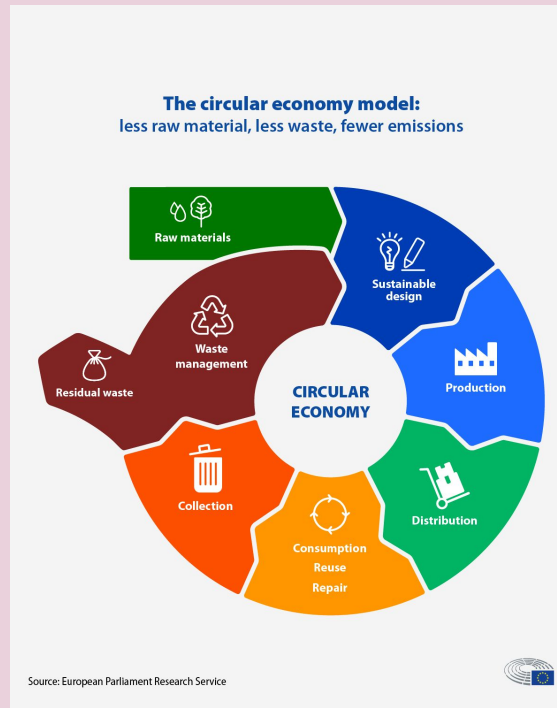 The circular economy model:
less raw material, less waste, fewer emissions
Raw materials
Sustainable
design
Waste
management
Production
Residual waste
CIRCULAR
ECONOMY
Collection
Distribution
Consumption
Reuse
Repair
Source: European Parliament Research Service